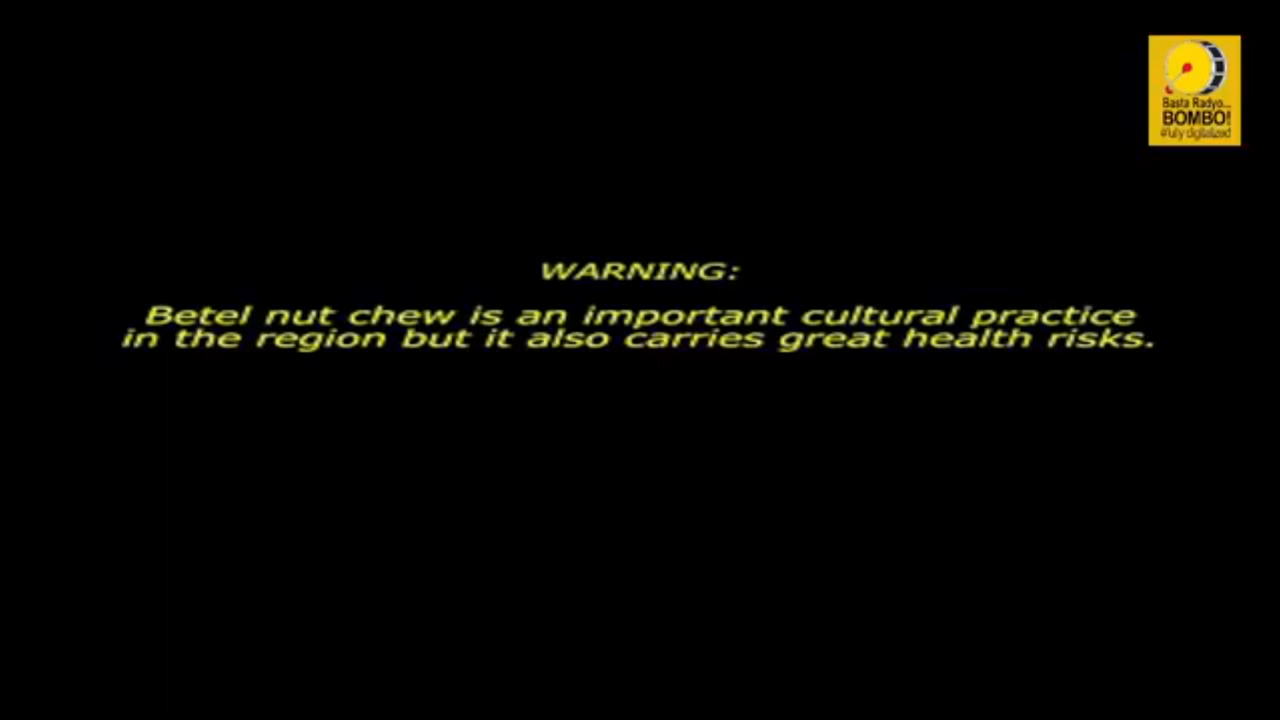 Basta Radyo...
BOMBO!
#fully digitalized
WARNING:
Betel nut chew is an important cultural practice
in the region but it also carries great health risks.